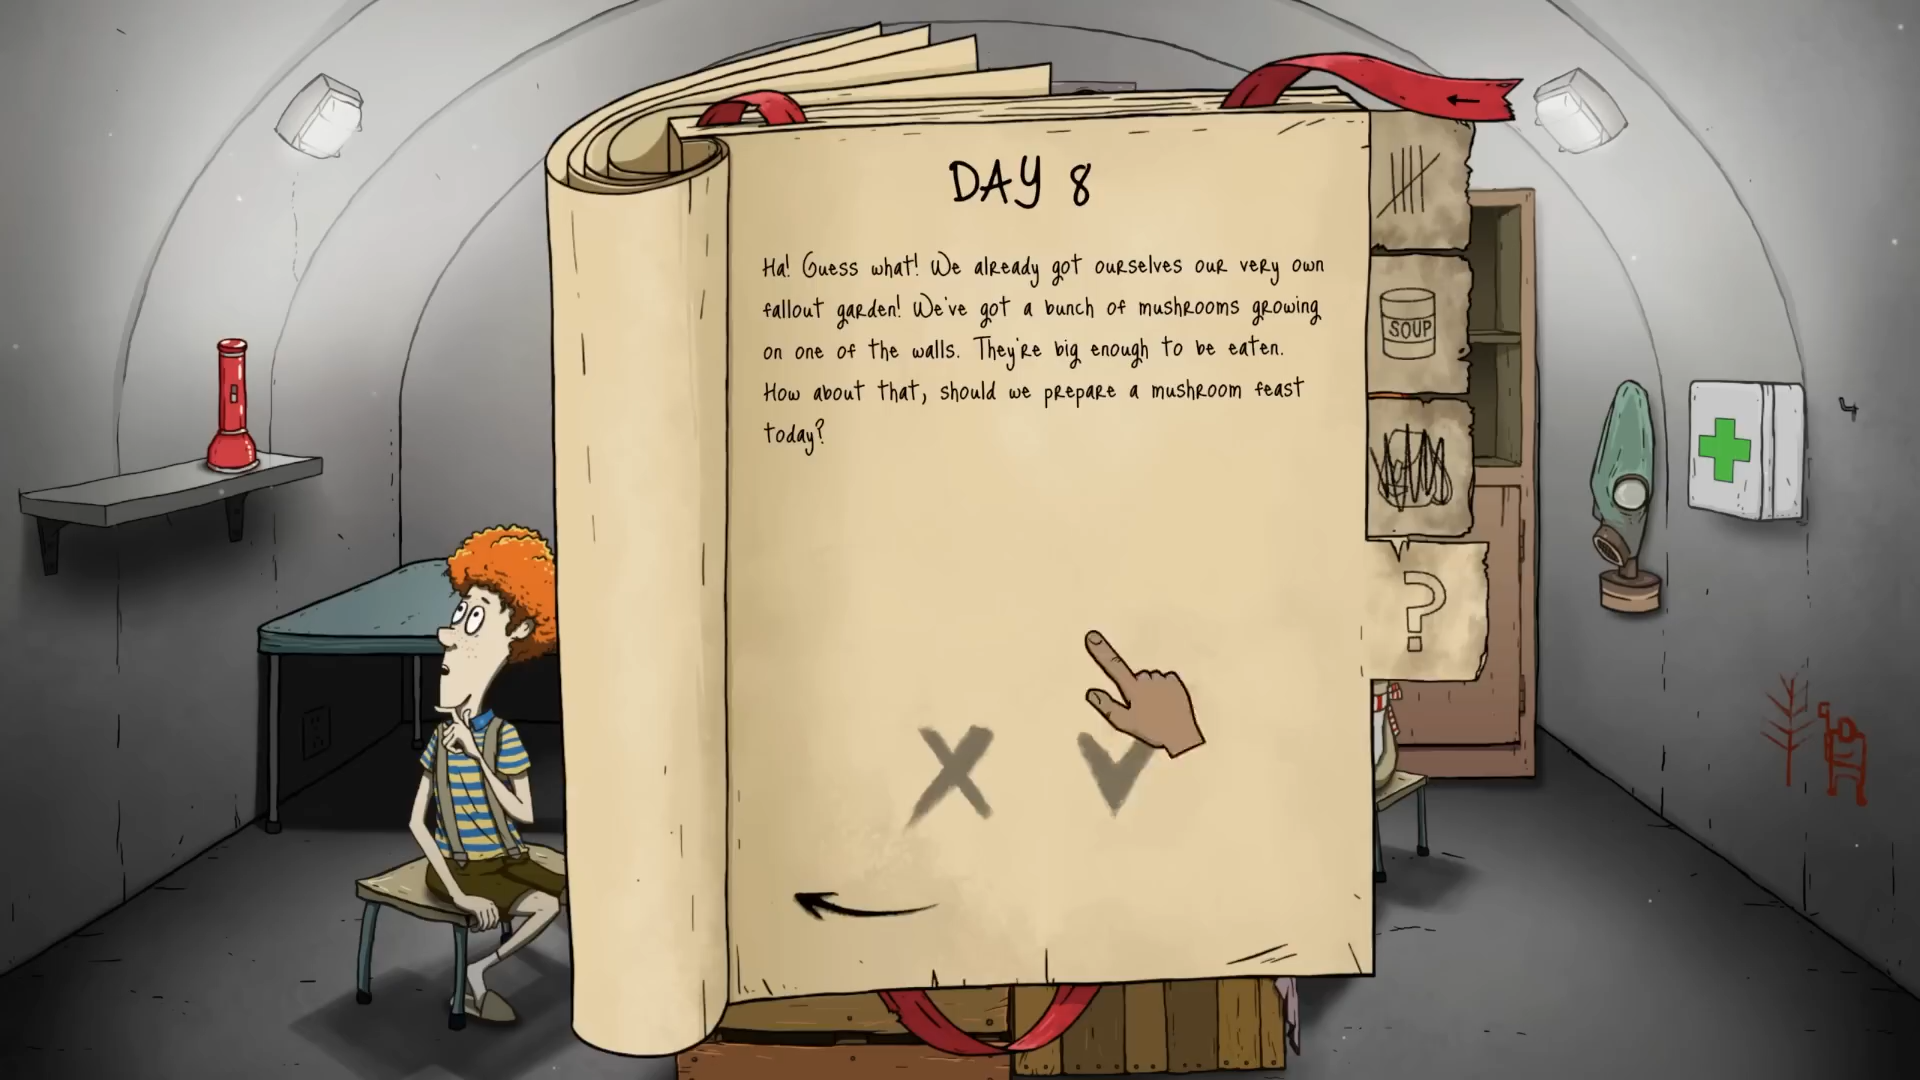 DAY 8
Ha! Guess what! We already got ourselves our very own
fallout garden! We've got a bunch of mushrooms growing
on one of the walls. They're big enough to be eaten.
How about that, should we prepare a mushroom feast
today?
SOUP
?